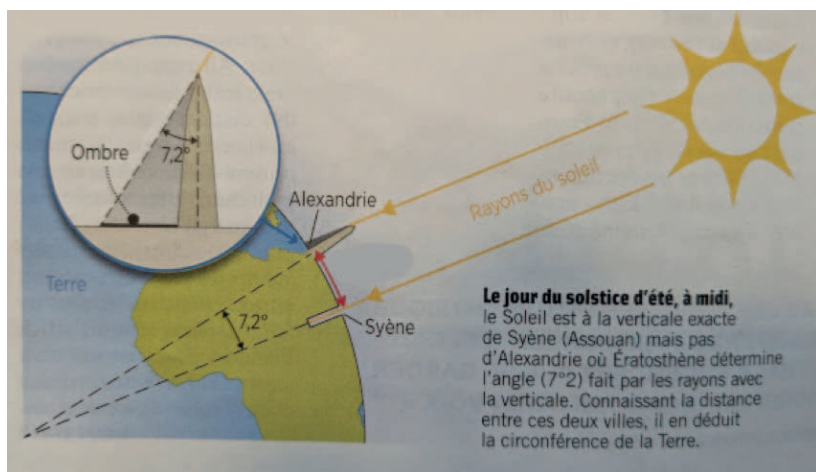 Ombre
7,2°
Alexandrie
Rayons du soleil
Terre
7,2°
Syène
Le jour du solstice d'été, à midi,
le Soleil est à la verticale exacte
de Syène (Assouan) mais pas
d'Alexandrie où Ératosthène détermine
l'angle (7°2) fait par les rayons avec
la verticale. Connaissant la distance
entre ces deux villes, il en déduit
la circonférence de la Terre.